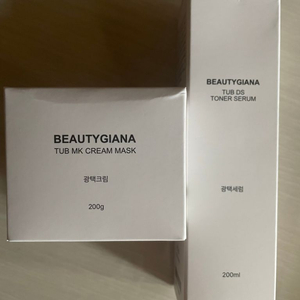 BEAUTYGIANA
TUB MK CREAM MASK
광택크림
200g
BEAUTYGIANA
TUB DS
TONER SERUM
광택세럼
200ml